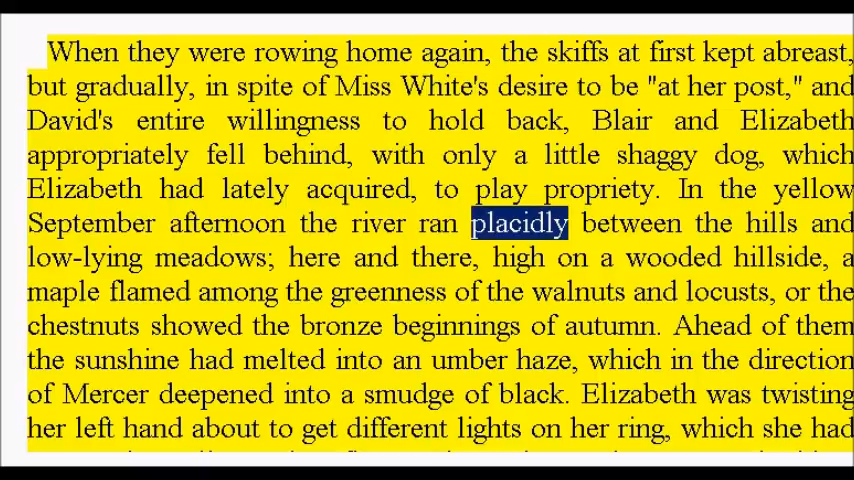 When they were rowing home again, the skiffs at first kept abreast,
but gradually, in spite of Miss White's desire to be "at her post," and
David's entire willingness to hold back, Blair and Elizabeth
appropriately fell behind, with only a little shaggy dog, which
Elizabeth had lately acquired, to play propriety. In the yellow
September afternoon the river ran placidly between the hills and
low-lying meadows; here and there, high on a wooded hillside, a
maple flamed among the greenness of the walnuts and locusts, or the
chestnuts showed the bronze beginnings of autumn. Ahead of them
the sunshine had melted into an umber haze, which in the direction
of Mercer deepened into a smudge of black. Elizabeth was twisting
her left hand about to get different lights on her ring, which she had